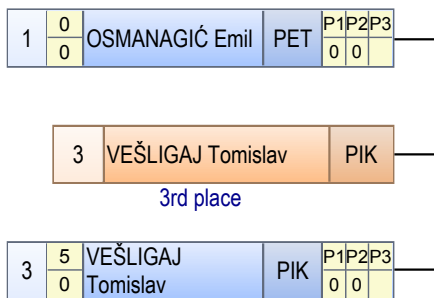 1 0 OSMANAGIĆ Emil PET P1 P2 P3
0 0 0
3 VEŠLIGAJ Tomislav PIK
3rd place
3 5 VEŠLIGAJ PIK P1 P2 P3
0 Tomislav 0 0